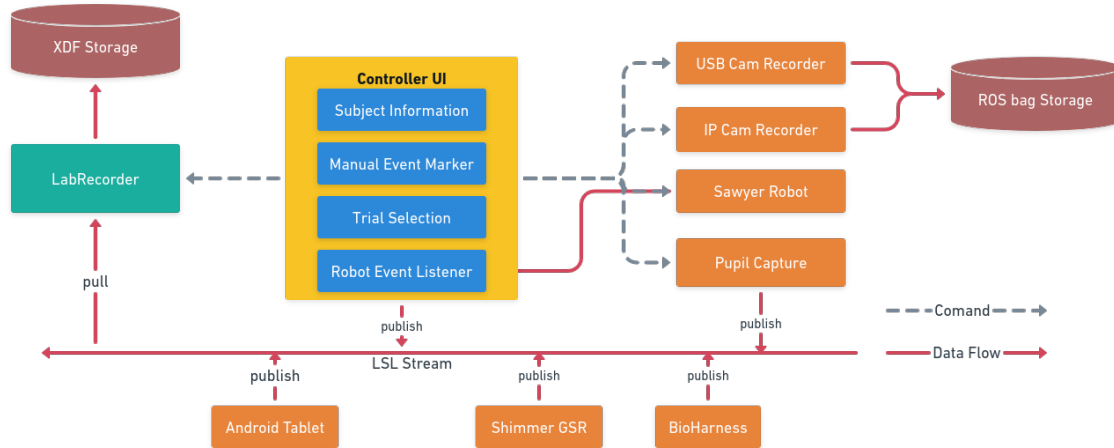 XDF Storage
LabRecorder
pull
Controller UI
Subject Information
Manual Event Marker
Trial Selection
Robot Event Listener
USB Cam Recorder
IP Cam Recorder
Sawyer Robot
Pupil Capture
ROS bag Storage
publish
publish
Comand
Data Flow
LSL Stream
publish
publish
publish
Android Tablet
Shimmer GSR
BioHarness